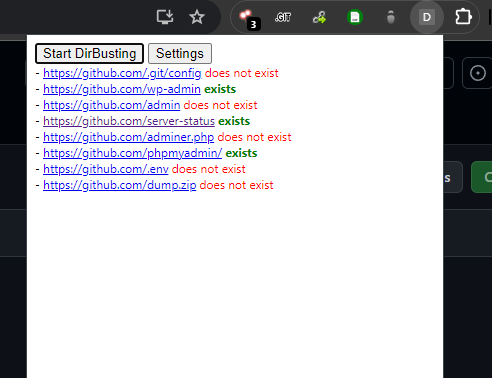 3
.GIT
D
Start DirBusting Settings
- https://github.com/.git/config does not exist
- https://github.com/wp-admin exists
- https://github.com/admin does not exist
- https://github.com/server-status exists
- https://github.com/adminer.php does not exist
- https://github.com/phpmyadmin/ exists
- https://github.com/.env does not exist
- https://github.com/dump.zip does not exist
s